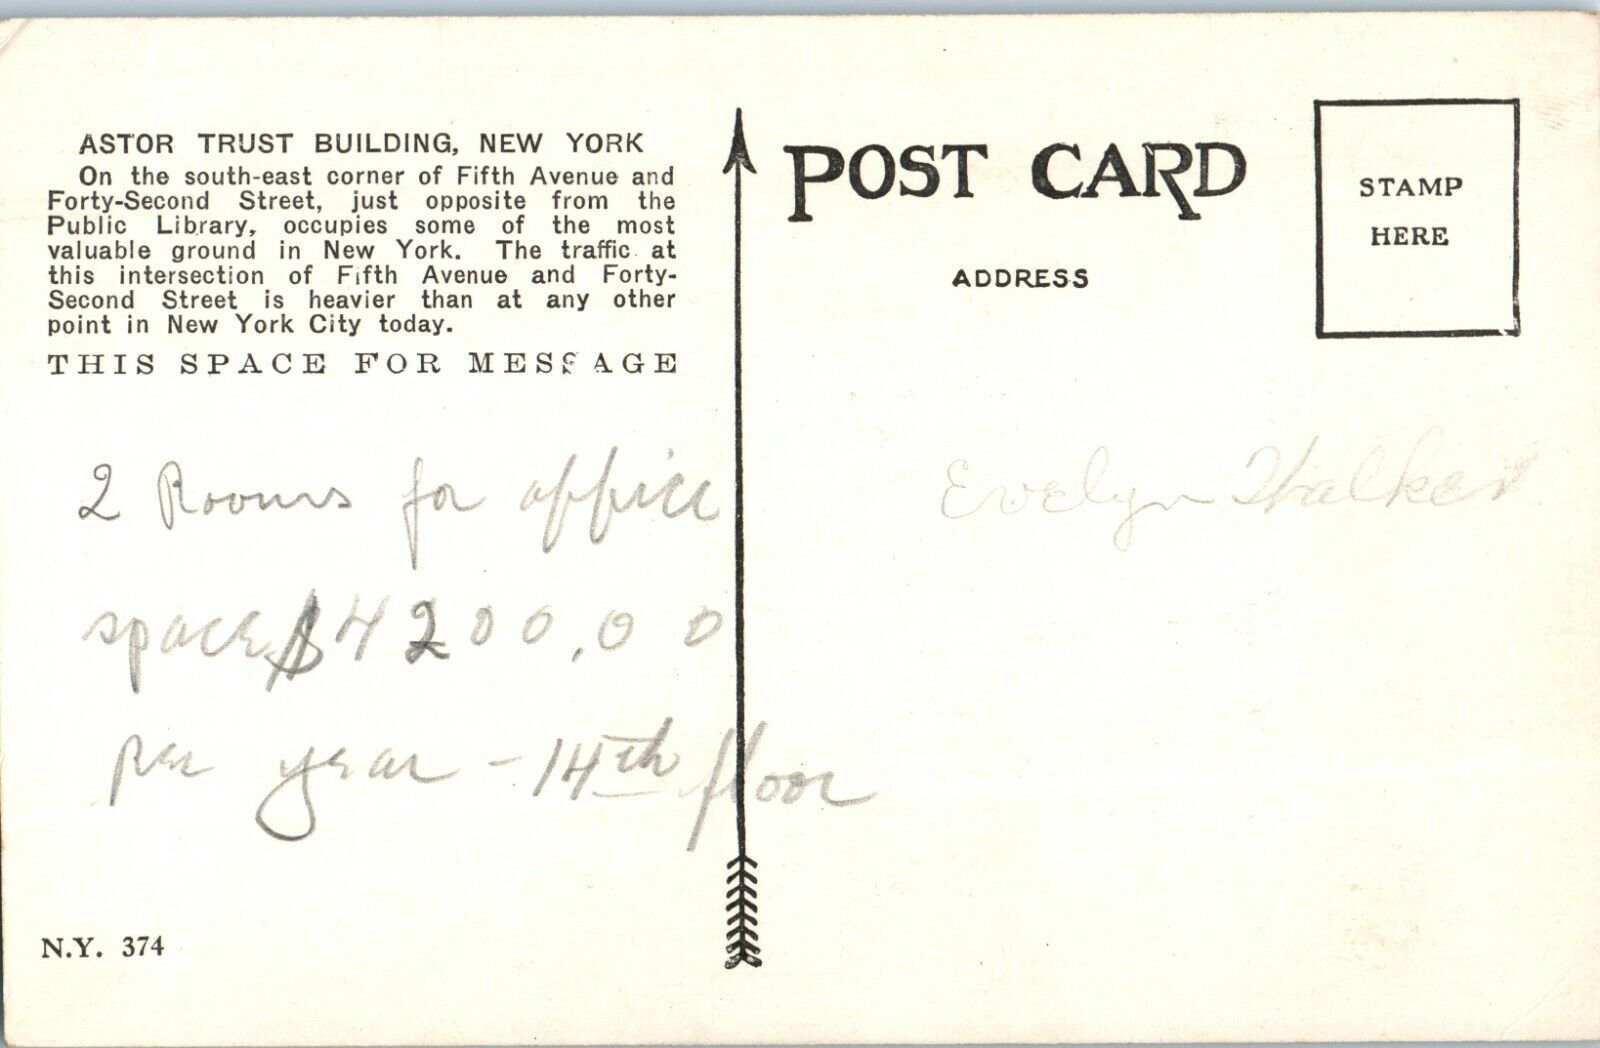 ASTOR TRUST BUILDING, NEW YORK
On the south-east corner of Fifth Avenue and
Forty-Second Street, just opposite from the
Public Library, occupies some of the most
valuable ground in New York. The traffic at
this intersection of Fifth Avenue and Forty-
Second Street is heavier than at any other
point in New York City today.
THIS SPACE FOR MESSAGE
2 Rooms for office
space $4200.00
per year - 14th floor
N.Y. 374
POST CARD
ADDRESS
STAMP
HERE
Evelyn